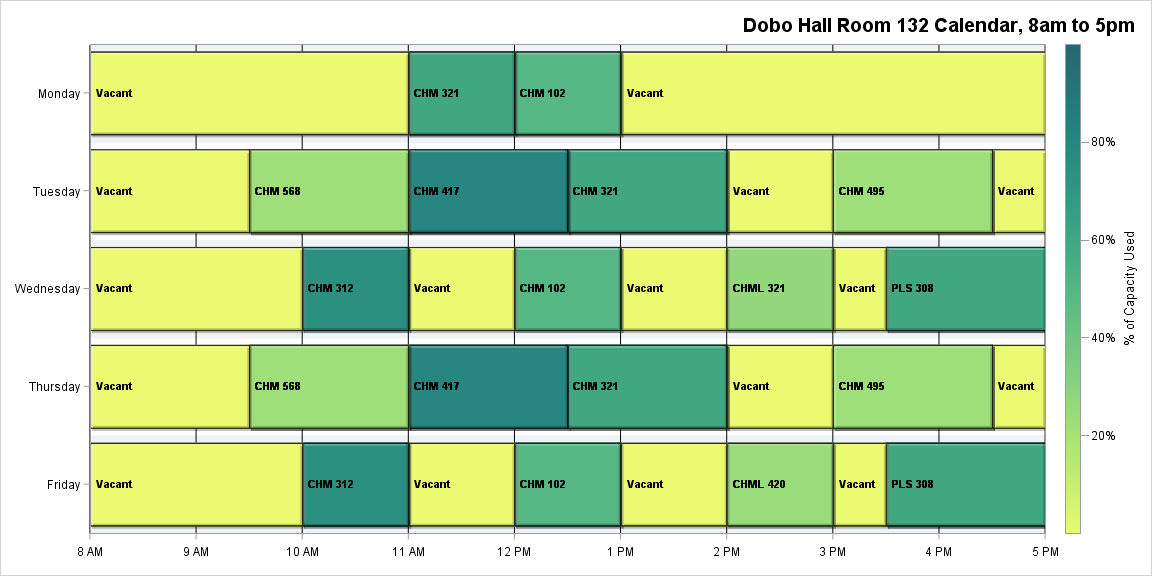 Dobo Hall Room 132 Calendar, 8am to 5pm
Monday
Vacant
CHM 321
CHM 102
Vacant
Tuesday
Vacant
CHM 568
CHM 417
CHM 321
Vacant
CHM 495
Vacant
Wednesday
Vacant
CHM 312
Vacant
CHM 102
Vacant
CHML 321
Vacant
PLS 308
Thursday
Vacant
CHM 568
CHM 417
CHM 321
Vacant
CHM 495
Vacant
Friday
Vacant
CHM 312
Vacant
CHM 102
Vacant
CHML 420
Vacant
PLS 308
8 AM
9 AM
10 AM
11 AM
12 PM
1 PM
2 PM
3 PM
4 PM
5 PM
80%
60%
40%
20%
% of Capacity Used